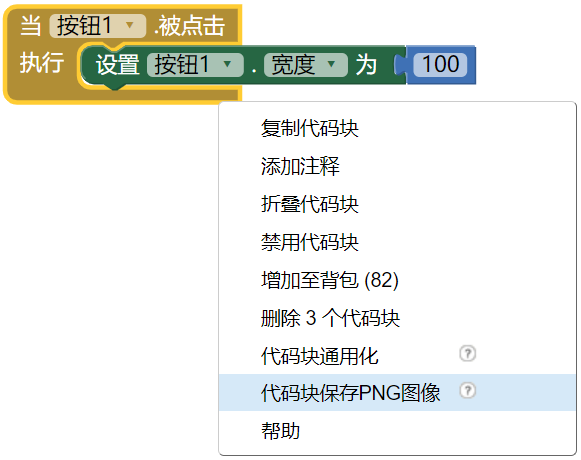 当 按钮1 .被点击
执行 设置 按钮1 . 宽度 为 100
复制代码块
添加注释
折叠代码块
禁用代码块
增加至背包 (82)
删除 3 个代码块
代码块通用化 ?
代码块保存PNG图像 ?
帮助